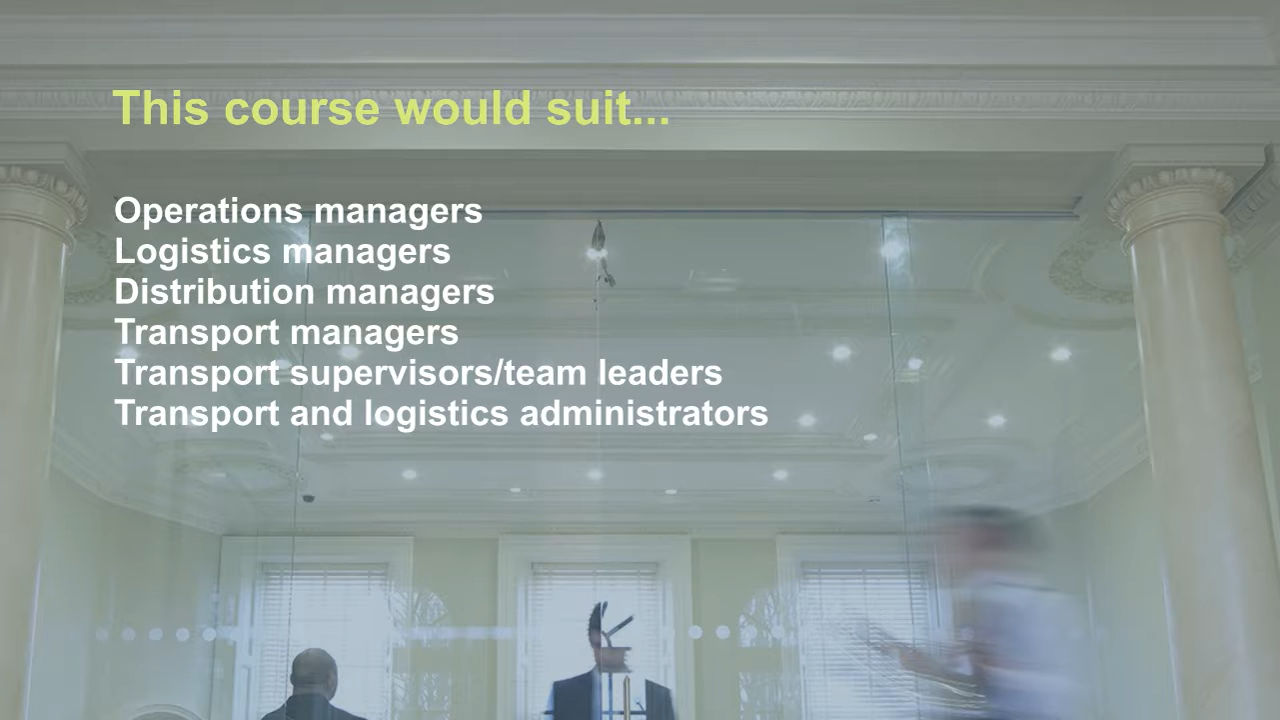 This course would suit...
Operations managers
Logistics managers
Distribution managers
Transport managers
Transport supervisors/team leaders
Transport and logistics administrators